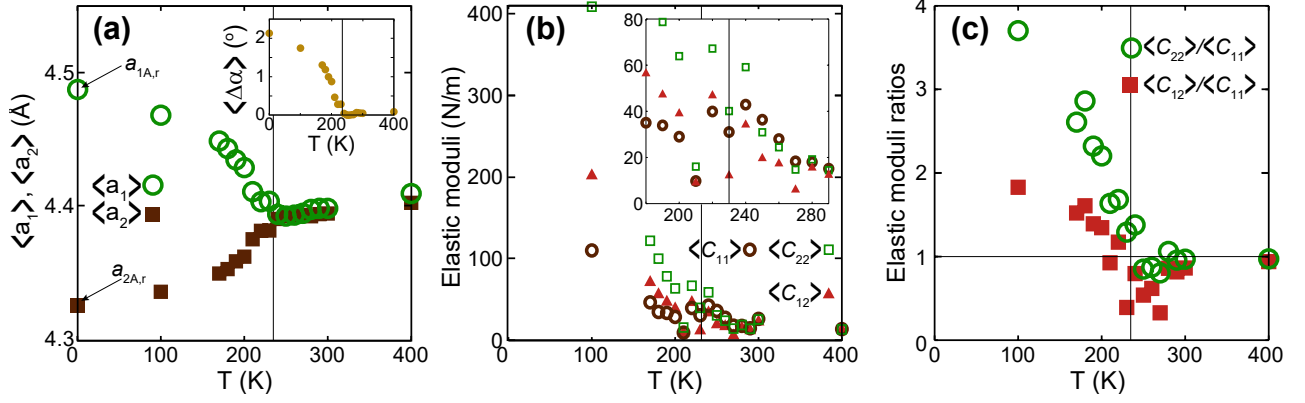 (a)
⟨a₁⟩, ⟨a₂⟩ (Å)
4.5
4.4
4.3
a₁A,r
a₂A,r
⟨a₁⟩
⟨a₂⟩
0 100 200 300 400
T (K)
⟨Δα⟩ (°)
2
1
0
0 200 400
T (K)
(b)
Elastic moduli (N/m)
400
300
200
100
0
0 100 200 300 400
T (K)
80
60
40
20
0
200 230 260 290
⟨C₁₁⟩
⟨C₂₂⟩
⟨C₁₂⟩
(c)
Elastic moduli ratios
4
3
2
1
0
0 100 200 300 400
T (K)
⟨C₂₂⟩/⟨C₁₁⟩
⟨C₁₂⟩/⟨C₁₁⟩